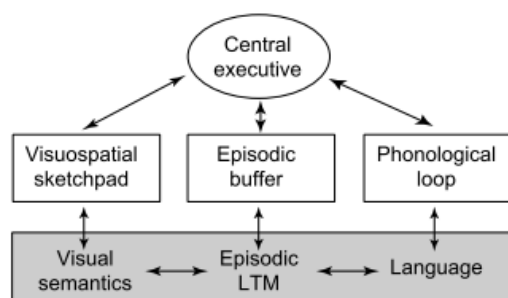 Central
executive
Visuospatial
sketchpad
Episodic
buffer
Phonological
loop
Visual
semantics
Episodic
LTM
Language